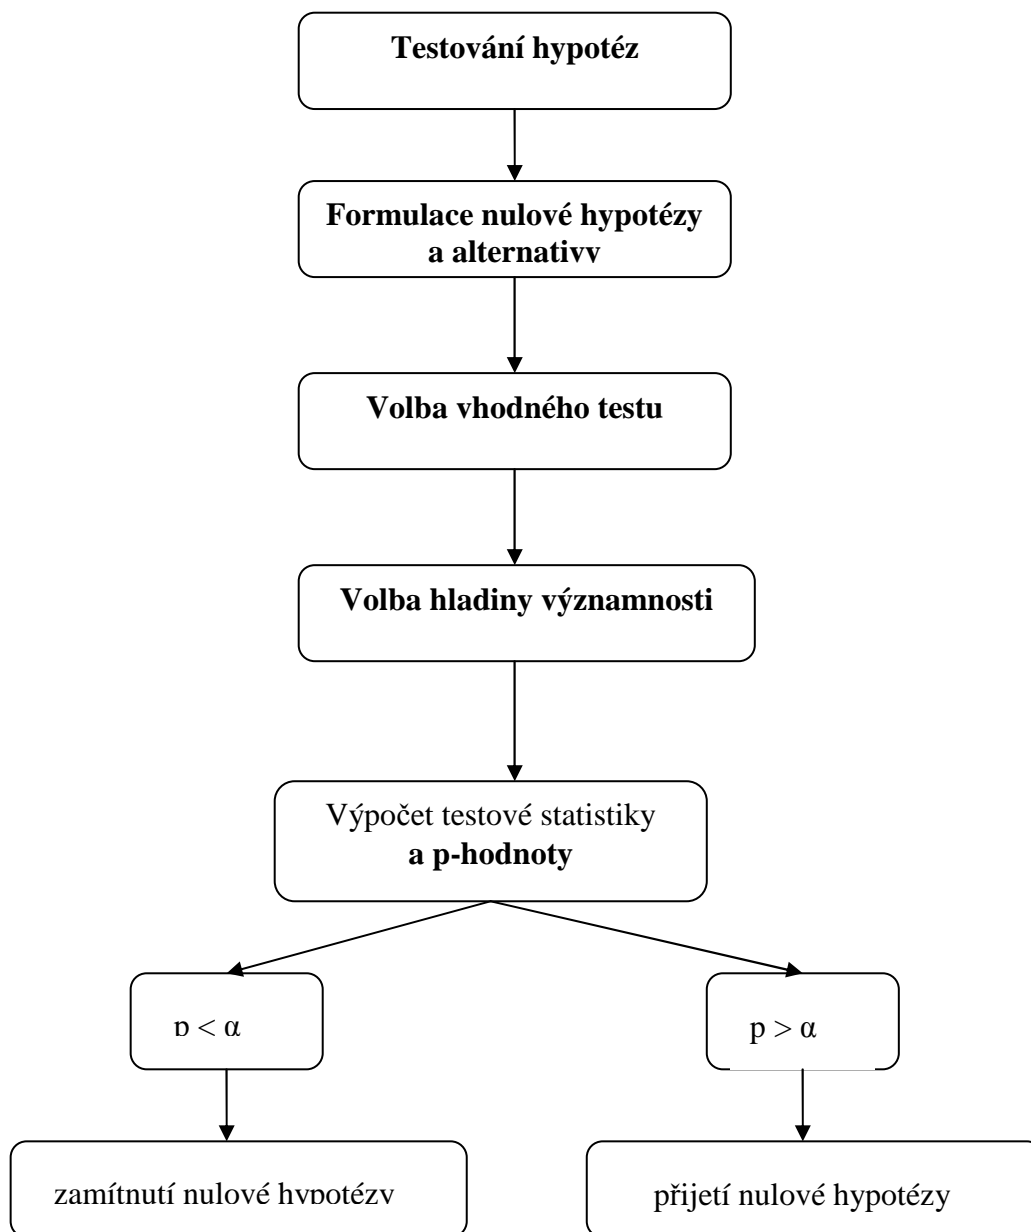 Testování hypotéz
Formulace nulové hypotézy
a alternativy
Volba vhodného testu
Volba hladiny významnosti
Výpočet testové statistiky
a p-hodnoty
p < α
p > α
zamítnutí nulové hypotézy
přijetí nulové hypotézy